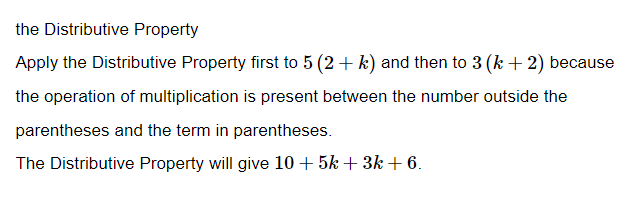 the Distributive Property
Apply the Distributive Property first to 5 (2 + k) and then to 3 (k + 2) because
the operation of multiplication is present between the number outside the
parentheses and the term in parentheses.
The Distributive Property will give 10 + 5k + 3k + 6.